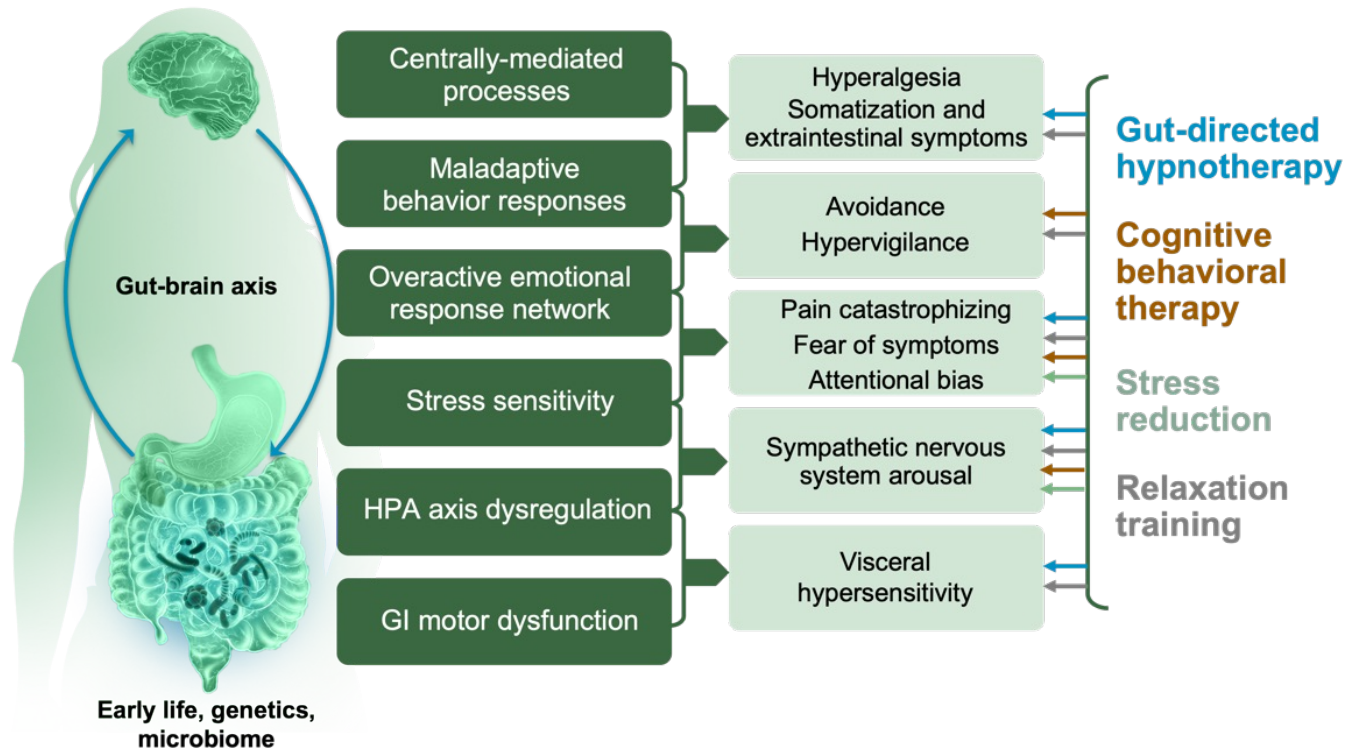 Gut-brain axis
Early life, genetics,
microbiome
Centrally-mediated
processes
Maladaptive
behavior responses
Overactive emotional
response network
Stress sensitivity
HPA axis dysregulation
GI motor dysfunction
Hyperalgesia
Somatization and
extraintestinal symptoms
Avoidance
Hypervigilance
Pain catastrophizing
Fear of symptoms
Attentional bias
Sympathetic nervous
system arousal
Visceral
hypersensitivity
Gut-directed
hypnotherapy
Cognitive
behavioral
therapy
Stress
reduction
Relaxation
training